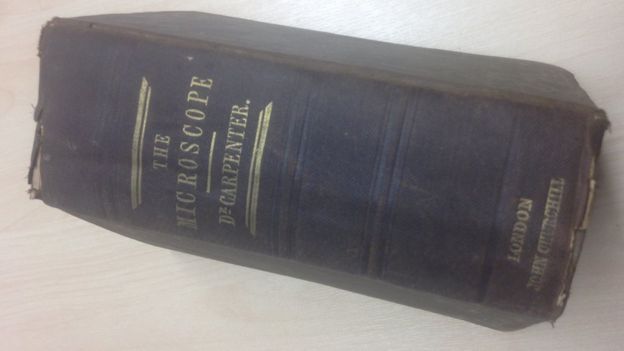 THE
MICROSCOPE
DR CARPENTER.
LONDON
JOHN CHURCHILL